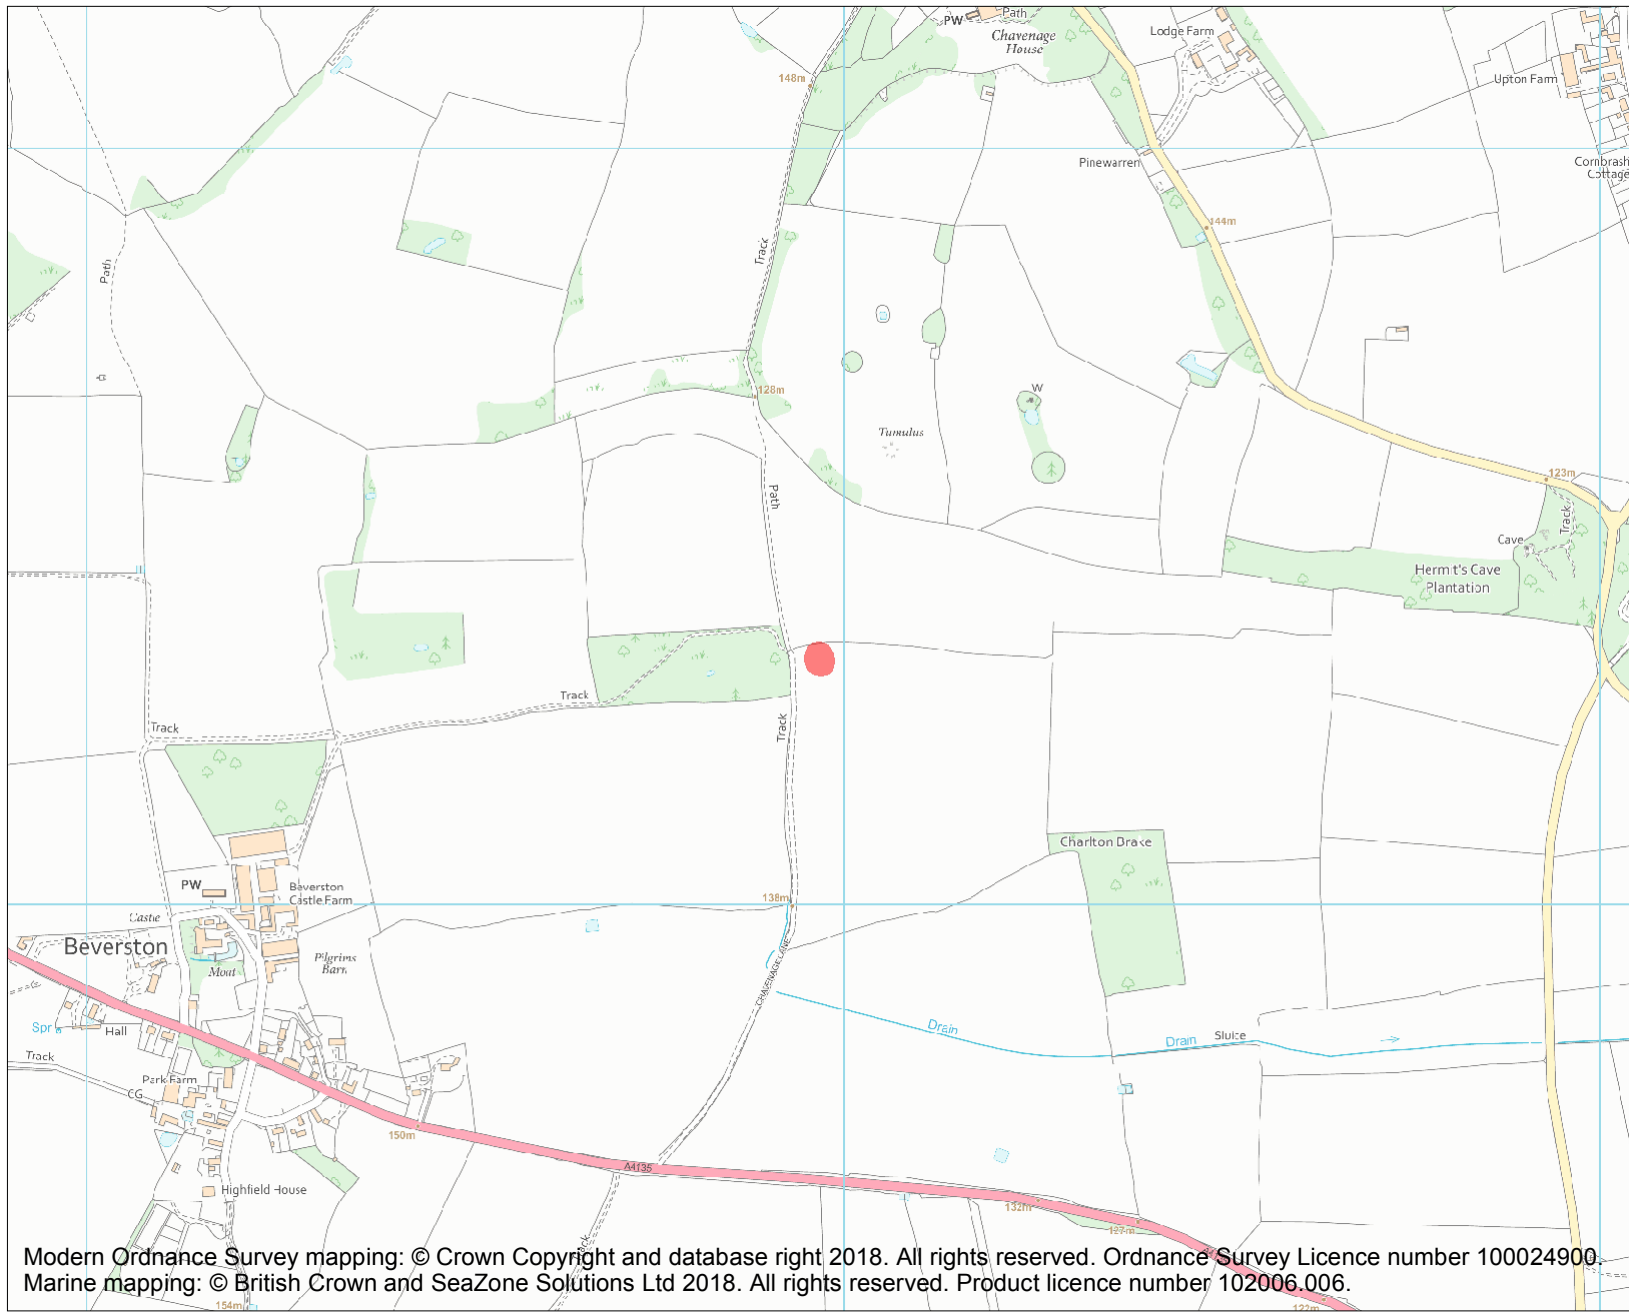 PW
Path
Chavenage
House
Lodge Farm
148m
Upton Farm
Pinewarren
Cornbrash
Cottage
144m
Track
Path
128m
W
Tumulus
123m
Path
Track
Cave
Hermit's Cave
Plantation
Track
Track
Track
Charlton Drake
PW
Beverston
Castle Farm
138m
Castle
Beverston
Moat
Pilgrims
Barn
CHAVENAGE LANE
Spr
Hall
Drain
Drain
Sluice
Track
Park Farm
CG
150m
A4135
Highfield House
132m
127m
Track
Modern Ordnance Survey mapping: © Crown Copyright and database right 2018. All rights reserved. Ordnance Survey Licence number 100024900.
Marine mapping: © British Crown and SeaZone Solutions Ltd 2018. All rights reserved. Product licence number 102006.006.
154m
122m